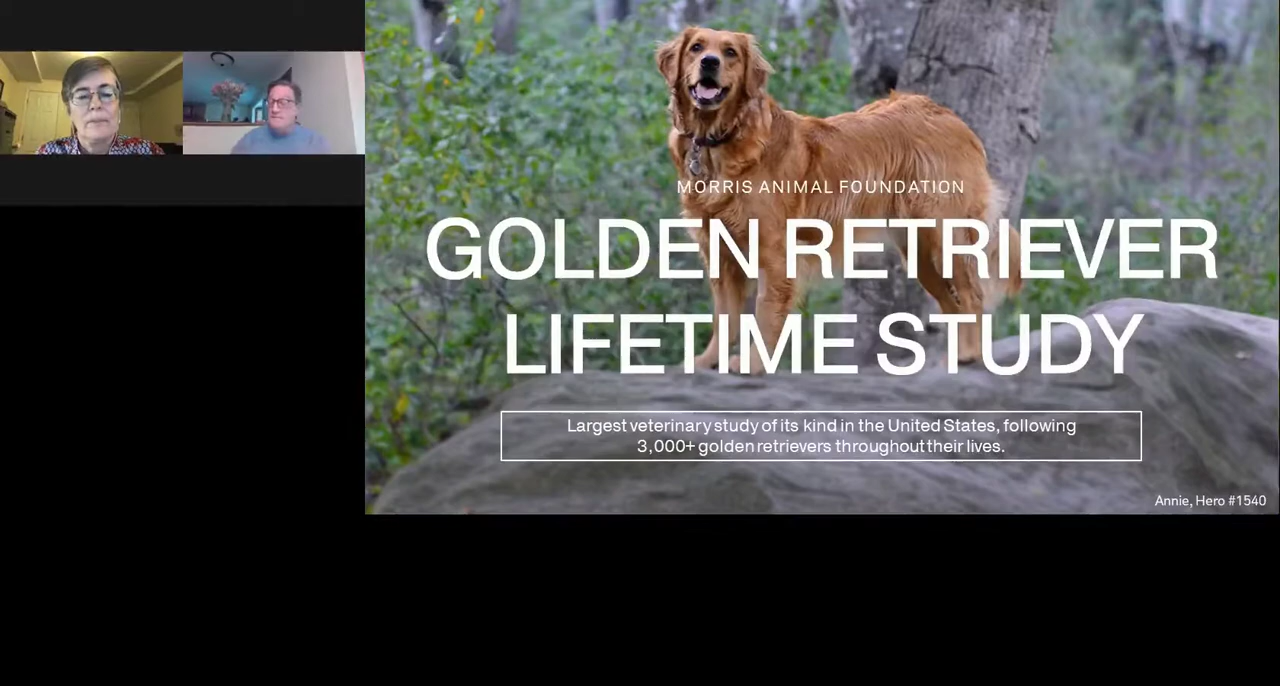 MORRIS ANIMAL FOUNDATION
GOLDEN RETRIEVER
LIFETIME STUDY
Largest veterinary study of its kind in the United States, following
3,000+ golden retrievers throughout their lives.
Annie, Hero #1540